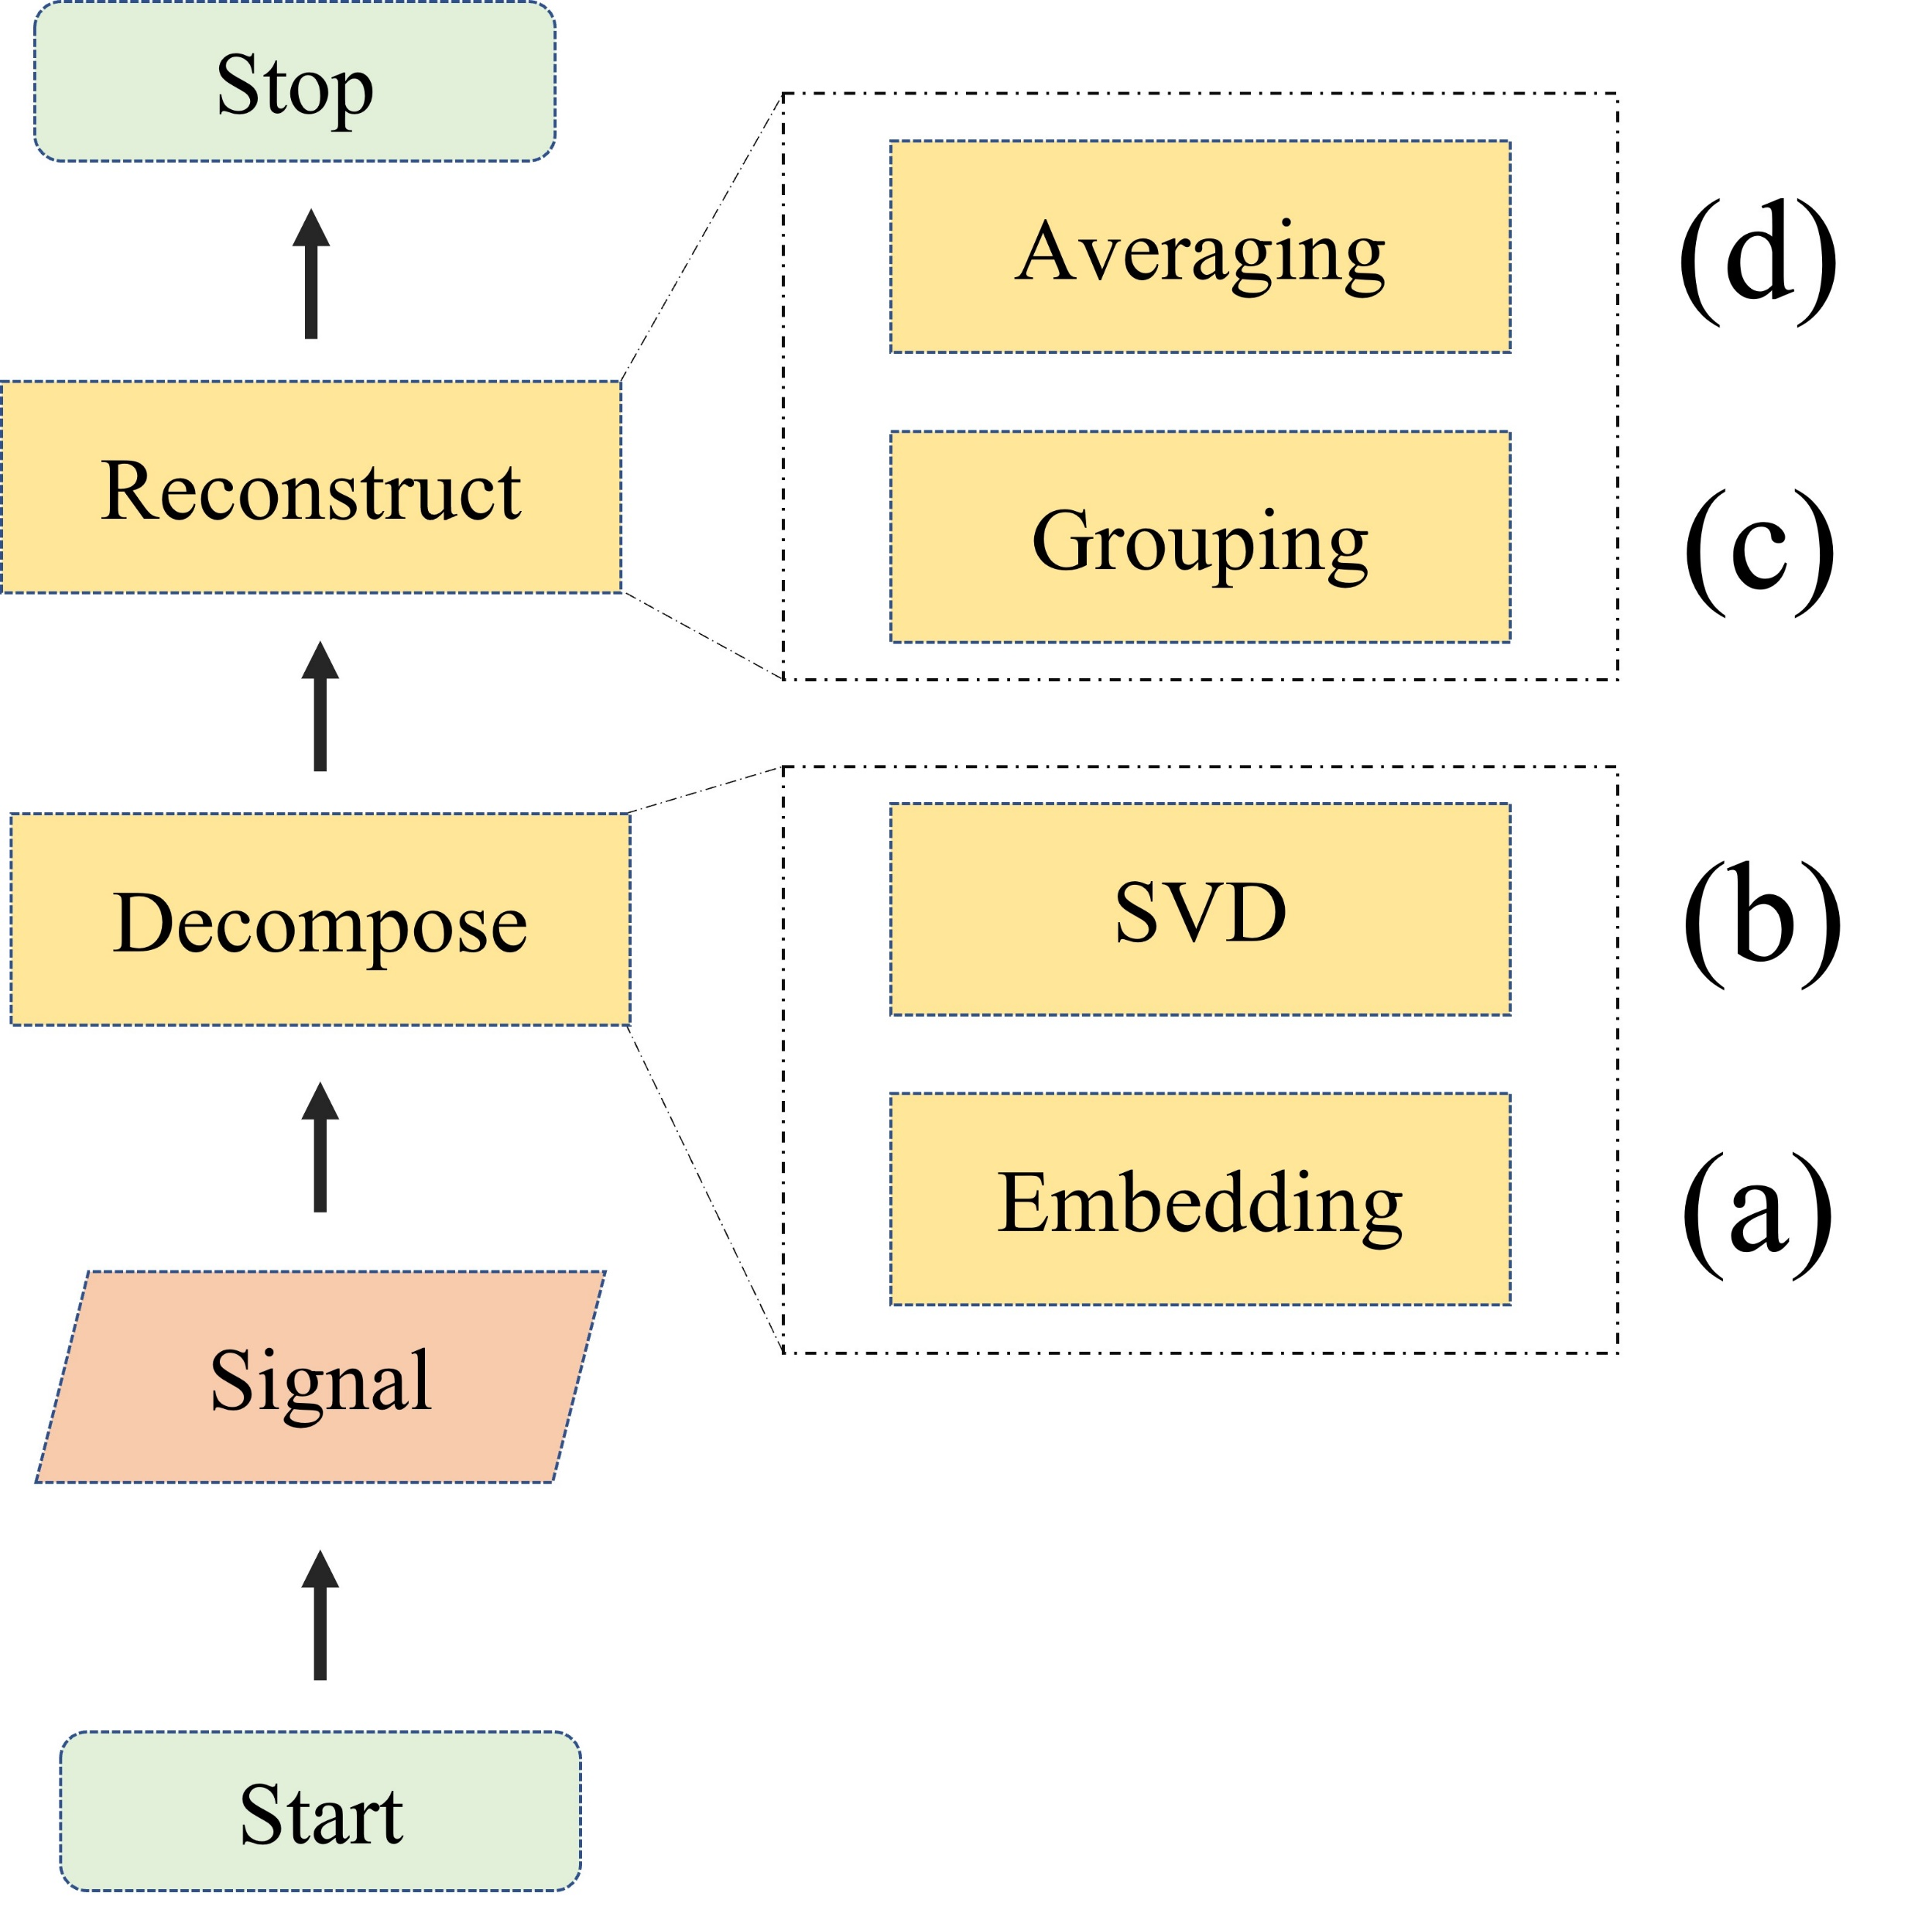 Stop
Averaging
(d)
Reconstruct
Grouping
(c)
Decompose
SVD
(b)
Embedding
(a)
Signal
Start